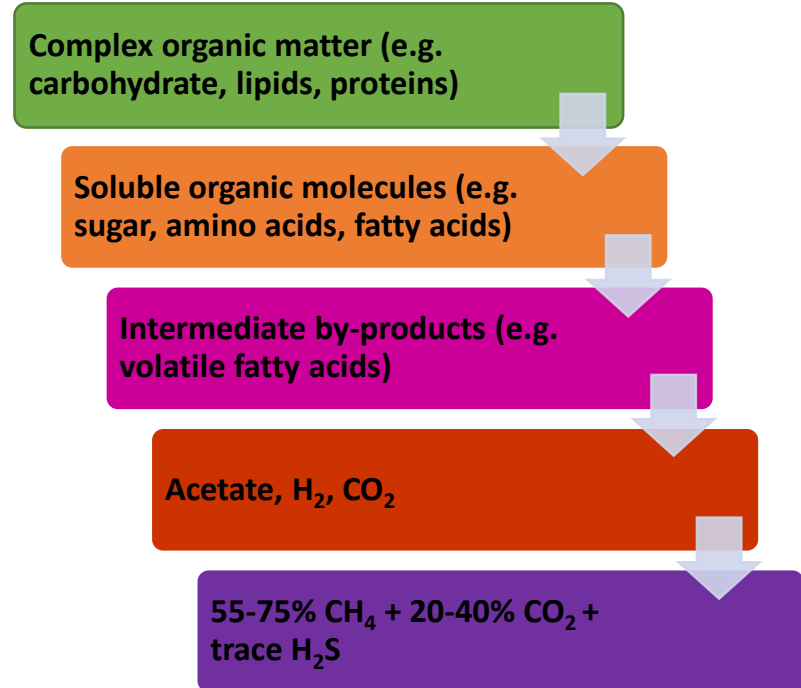 Complex organic matter (e.g.
carbohydrate, lipids, proteins)
Soluble organic molecules (e.g.
sugar, amino acids, fatty acids)
Intermediate by-products (e.g.
volatile fatty acids)
Acetate, H₂, CO₂
55-75% CH₄ + 20-40% CO₂ +
trace H₂S